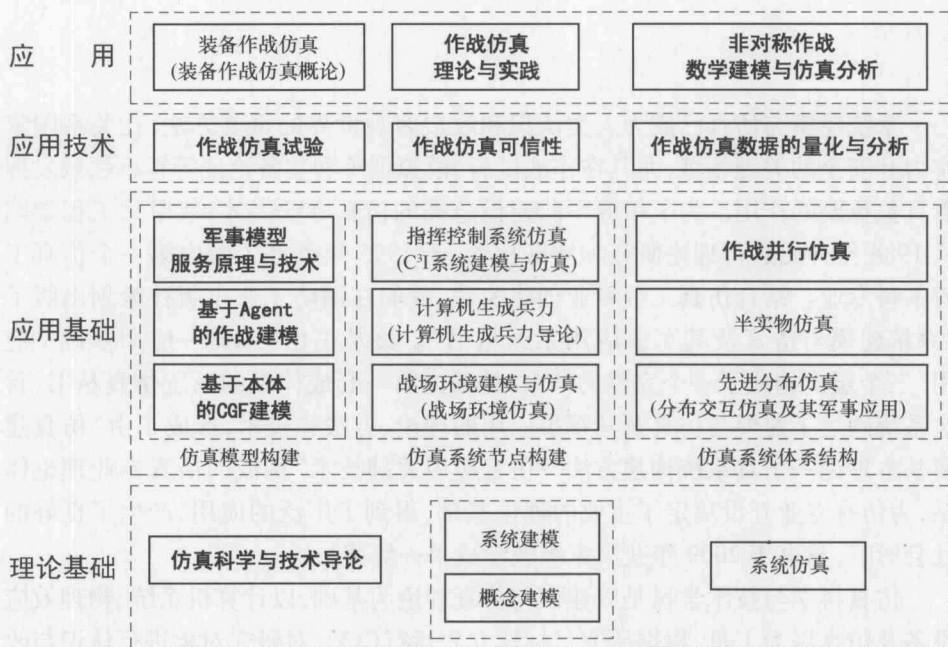 应 用
装备作战仿真
(装备作战仿真概论)
作战仿真
理论与实践
非对称作战
数学建模与仿真分析
应用技术
作战仿真试验
作战仿真可信性
作战仿真数据的量化与分析
应用基础
军事模型
服务原理与技术
指挥控制系统仿真
(C³I系统建模与仿真)
作战并行仿真
基于Agent
的作战建模
计算机生成兵力
(计算机生成兵力导论)
半实物仿真
基于本体
的CGF建模
战场环境建模与仿真
(战场环境仿真)
先进分布仿真
(分布交互仿真及其军事应用)
仿真模型构建
仿真系统节点构建
仿真系统体系结构
理论基础
仿真科学与技术导论
系统建模
概念建模
系统仿真